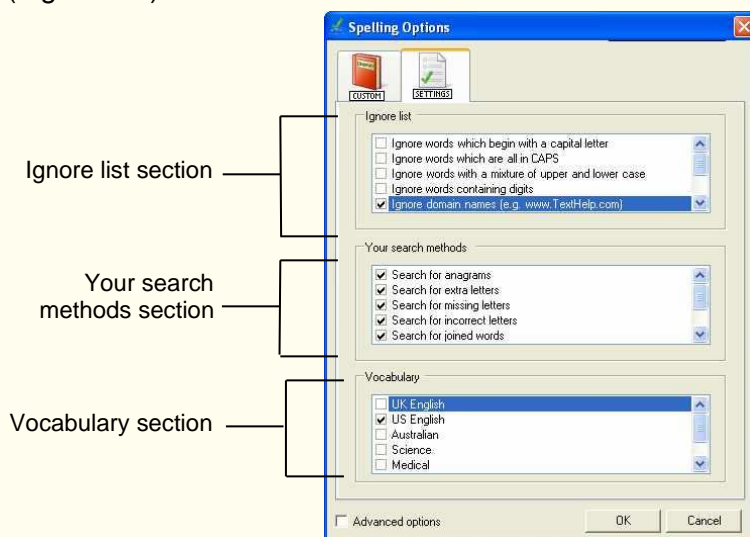 Spelling Options
CUSTOM
SETTINGS
Ignore list
Ignore words which begin with a capital letter
Ignore words which are all in CAPS
Ignore words with a mixture of upper and lower case
Ignore words containing digits
Ignore domain names (e.g. www.TextHelp.com)
Ignore list section
Your search methods
Search for anagrams
Search for extra letters
Search for missing letters
Search for incorrect letters
Search for joined words
Your search
methods section
Vocabulary
UK English
US English
Australian
Science
Medical
Vocabulary section
Advanced options
OK
Cancel